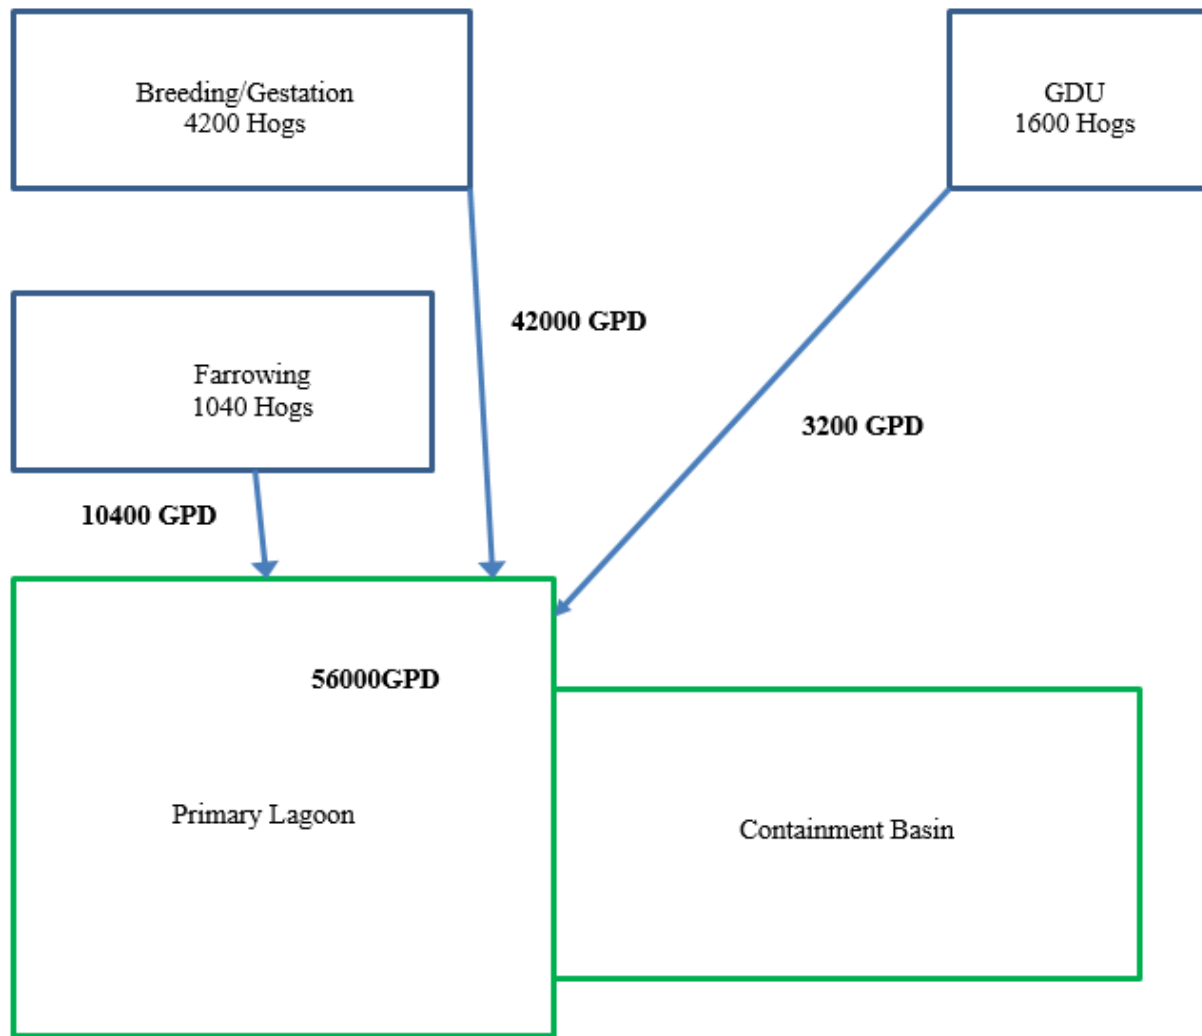 Breeding/Gestation
4200 Hogs
GDU
1600 Hogs
42000 GPD
Farrowing
1040 Hogs
3200 GPD
10400 GPD
56000GPD
Primary Lagoon
Containment Basin